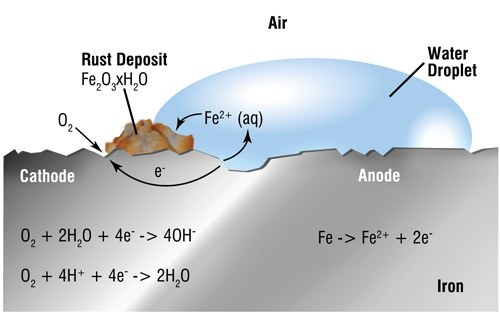 Air
Rust Deposit
Fe₂O₃xH₂O
Water
Droplet
O₂
Fe²⁺ (aq)
e⁻
Cathode
Anode
O₂ + 2H₂O + 4e⁻ -> 4OH⁻
Fe -> Fe²⁺ + 2e⁻
O₂ + 4H⁺ + 4e⁻ -> 2H₂O
Iron